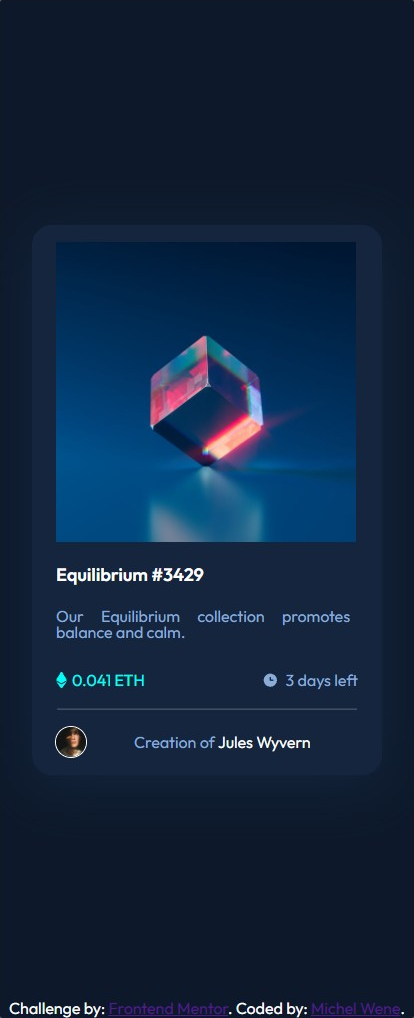 Equilibrium #3429
Our Equilibrium collection promotes
balance and calm.
0.041 ETH
3 days left
Creation of Jules Wyvern
Challenge by: Frontend Mentor. Coded by: Michel Wene.